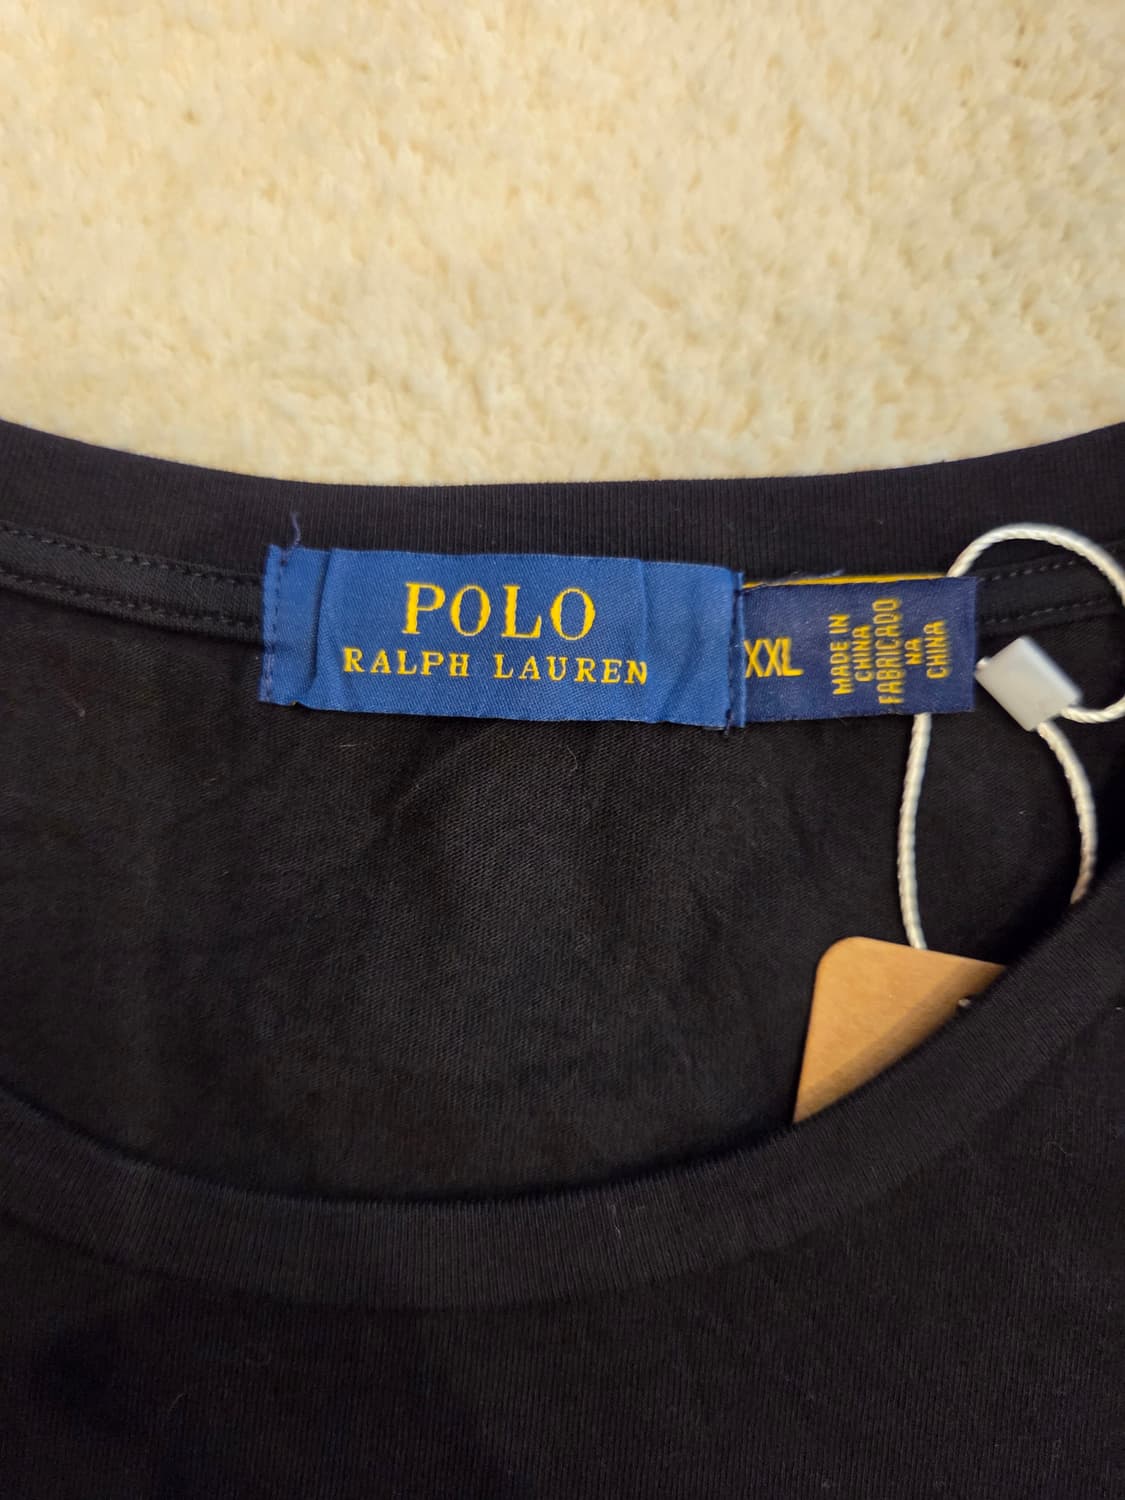 POLO
RALPH LAUREN
XXL
MADE IN
CHINA
FABRICADO
NA
CHINA